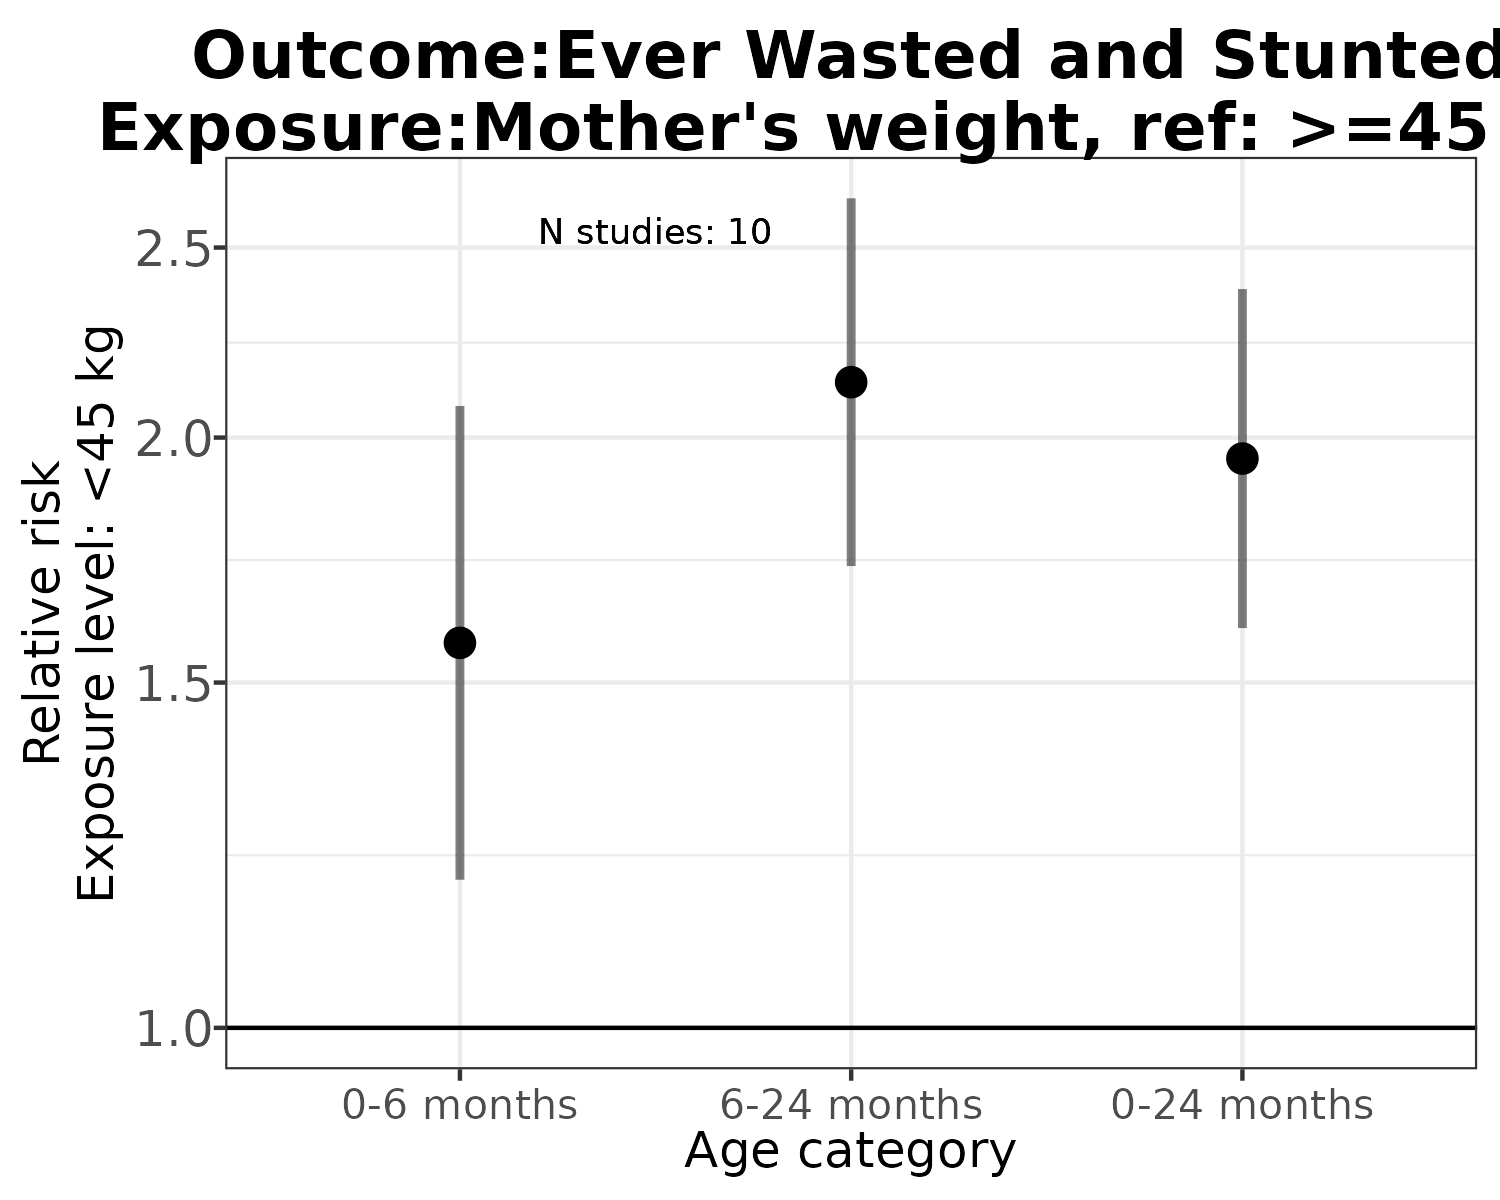 Outcome:Ever Wasted and Stunted
Exposure:Mother's weight, ref: >=45
N studies: 10
2.5
2.0
1.5
1.0
Relative risk
Exposure level: <45 kg
0-6 months
6-24 months
0-24 months
Age category